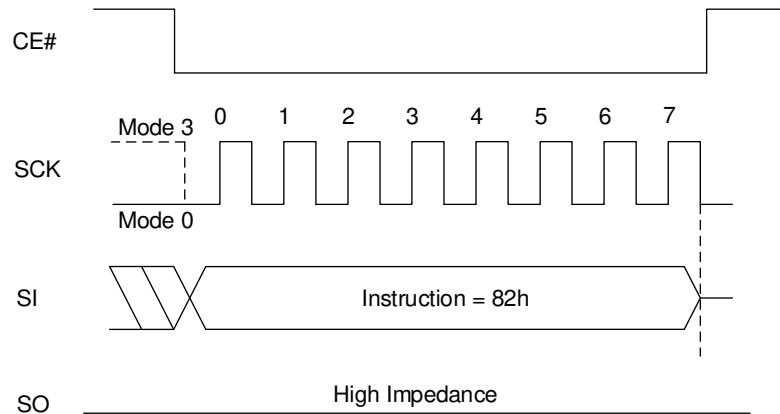 CE#
0 1 2 3 4 5 6 7
Mode 3
SCK
Mode 0
SI
Instruction = 82h
High Impedance
SO